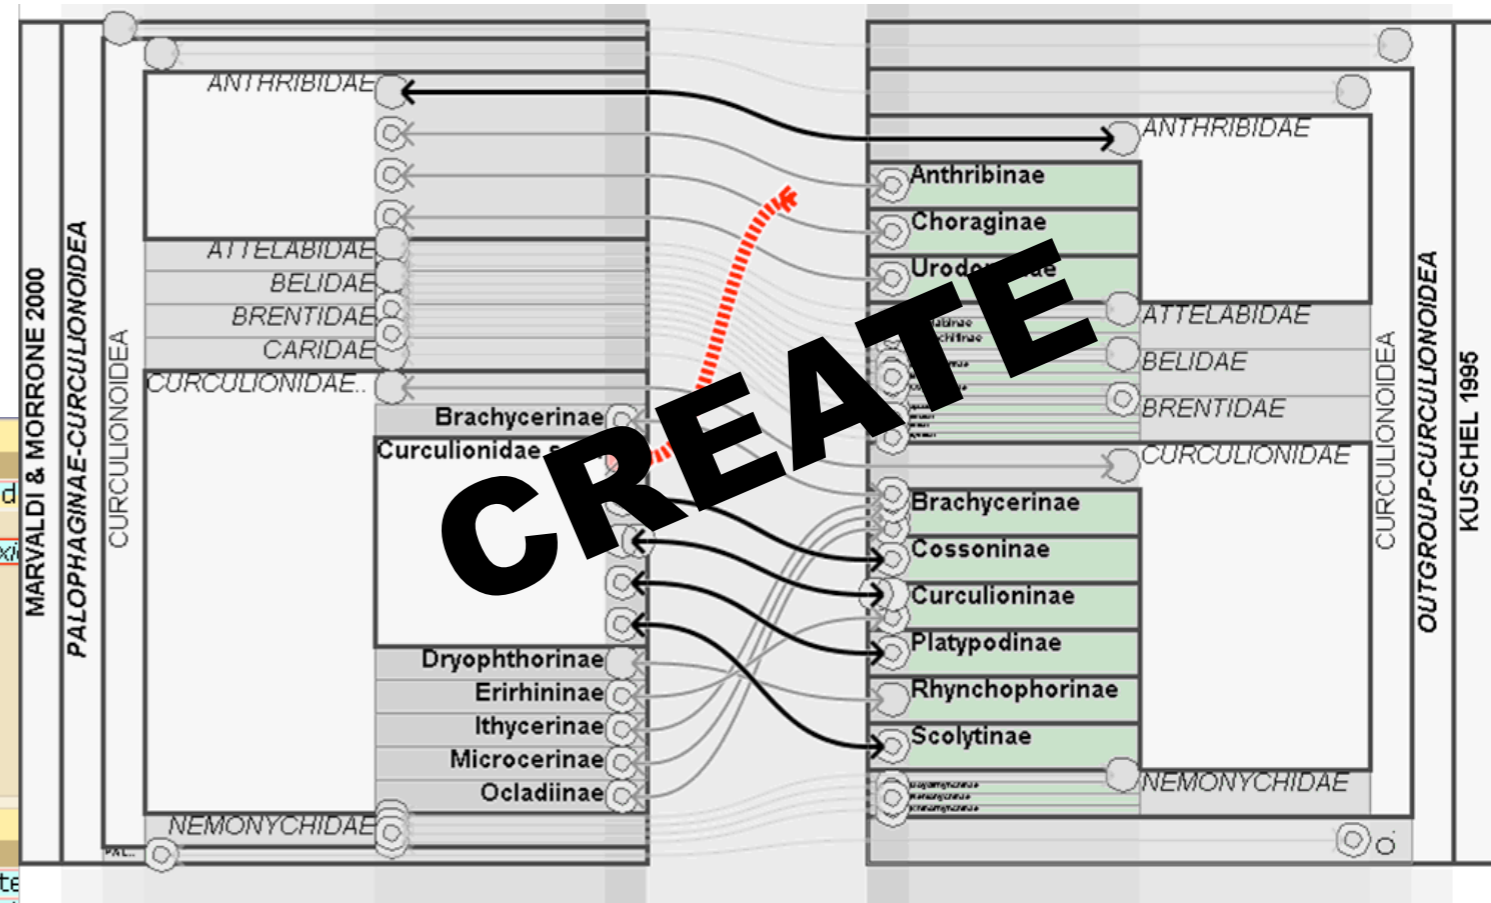 MARVALDI & MORRONE 2000
PALOPHAGINAE-CURCULIONOIDEA
CURCULIONOIDEA
ANTHRIBIDAE
ATTELABIDAE
BELIDAE
BRENTIDAE
CARIDAE
CURCULIONIDAE..
Brachycerinae
Curculionidae s
Dryophthorinae
Erirhininae
Ithycerinae
Microcerinae
Ocladiinae
NEMONYCHIDAE
PAL..
CREATE
ANTHRIBIDAE
Anthribinae
Choraginae
ATTELABIDAE
BELIDAE
BRENTIDAE
CURCULIONIDAE
Brachycerinae
Cossoninae
Curculioninae
Platypodinae
Rhynchophorinae
Scolytinae
NEMONYCHIDAE
O.
CURCULIONOIDEA
OUTGROUP-CURCULIONOIDEA
KUSCHEL 1995